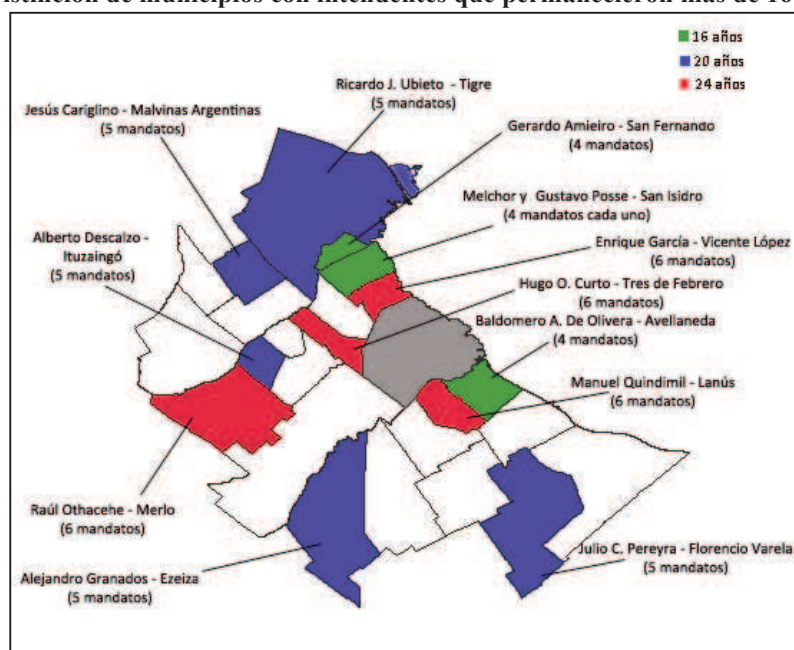 stinción de municipios con intendentes que permanecieron más de 16
16 años
20 años
24 años
Ricardo J. Ubieto - Tigre
(5 mandatos)
Jesús Cariglino - Malvinas Argentinas
(5 mandatos)
Gerardo Amieiro - San Fernando
(4 mandatos)
Melchor y Gustavo Posse - San Isidro
(4 mandatos cada uno)
Alberto Descalzo -
Ituzaingó
(5 mandatos)
Enrique García - Vicente López
(6 mandatos)
Hugo O. Curto - Tres de Febrero
(6 mandatos)
Baldomero A. De Olivera - Avellaneda
(4 mandatos)
Manuel Quindimil - Lanús
(6 mandatos)
Raúl Othacehe - Merlo
(6 mandatos)
Julio C. Pereyra - Florencio Varela
(5 mandatos)
Alejandro Granados - Ezeiza
(5 mandatos)